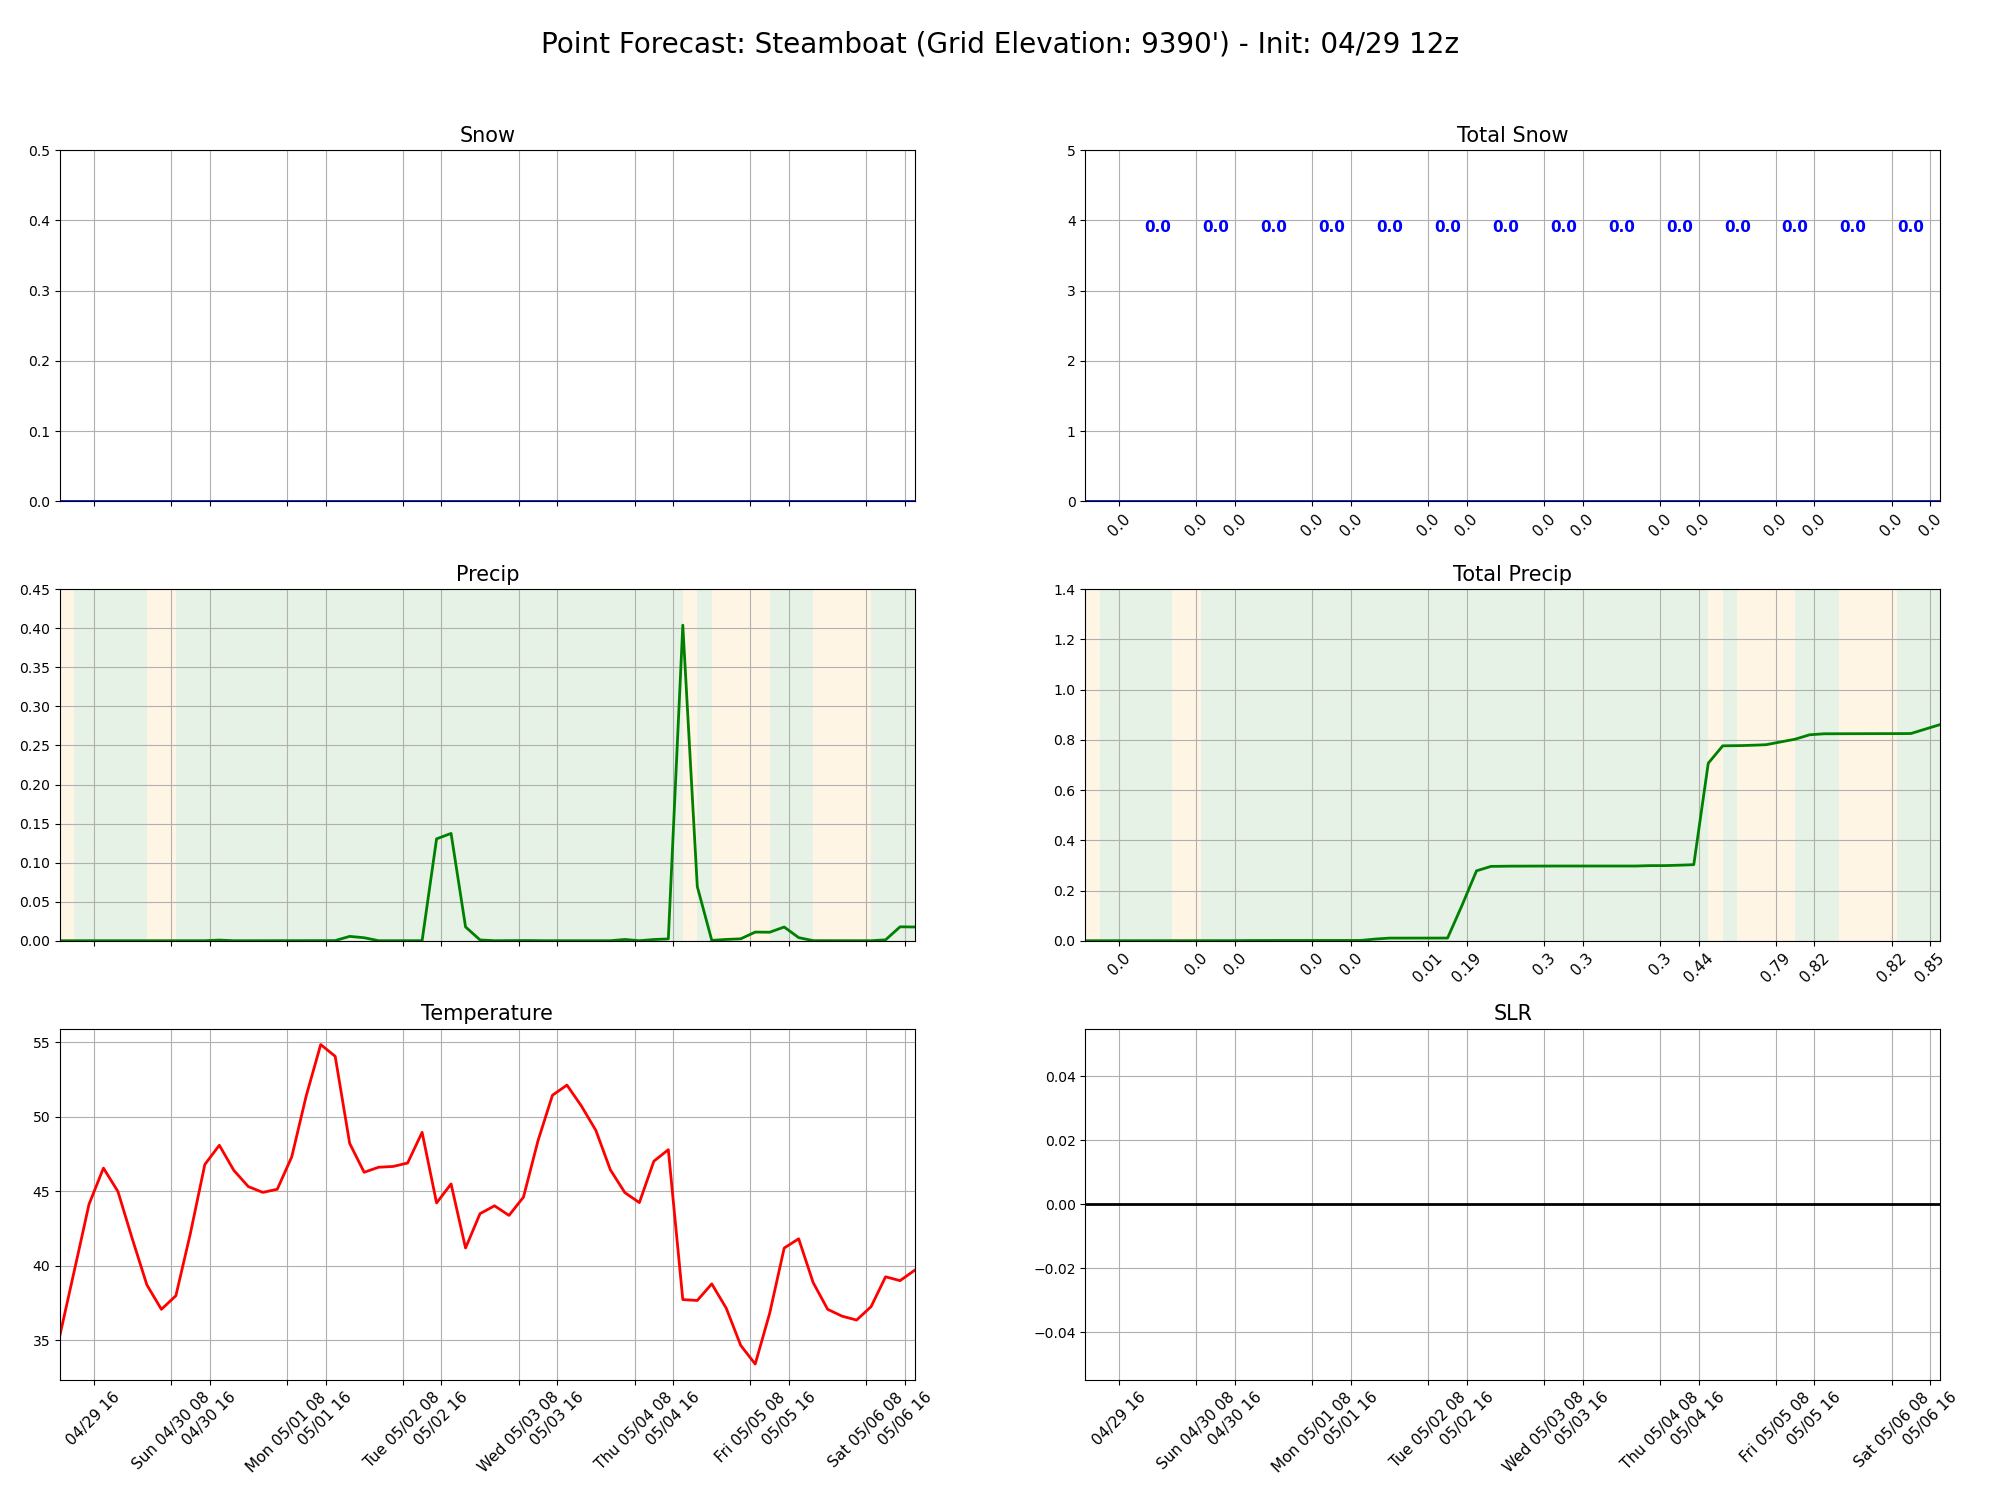 Point Forecast: Steamboat (Grid Elevation: 9390') - Init: 04/29 12z
Snow
0.5
0.4
0.3
0.2
0.1
0.0
Total Snow
5
4
3
2
1
0
0.0 0.0 0.0 0.0 0.0 0.0 0.0 0.0 0.0 0.0 0.0 0.0 0.0 0.0
0.0 0.0 0.0 0.0 0.0 0.0 0.0 0.0 0.0 0.0 0.0 0.0 0.0 0.0 0.0
Precip
0.45
0.40
0.35
0.30
0.25
0.20
0.15
0.10
0.05
0.00
Total Precip
1.4
1.2
1.0
0.8
0.6
0.4
0.2
0.0
0.0 0.0 0.0 0.0 0.0 0.01 0.19 0.3 0.3 0.3 0.44 0.79 0.82 0.82 0.85
Temperature
55
50
45
40
35
04/29 16
Sun 04/30 08
04/30 16
Mon 05/01 08
05/01 16
Tue 05/02 08
05/02 16
Wed 05/03 08
05/03 16
Thu 05/04 08
05/04 16
Fri 05/05 08
05/05 16
Sat 05/06 08
05/06 16
SLR
0.04
0.02
0.00
−0.02
−0.04
04/29 16
Sun 04/30 08
04/30 16
Mon 05/01 08
05/01 16
Tue 05/02 08
05/02 16
Wed 05/03 08
05/03 16
Thu 05/04 08
05/04 16
Fri 05/05 08
05/05 16
Sat 05/06 08
05/06 16